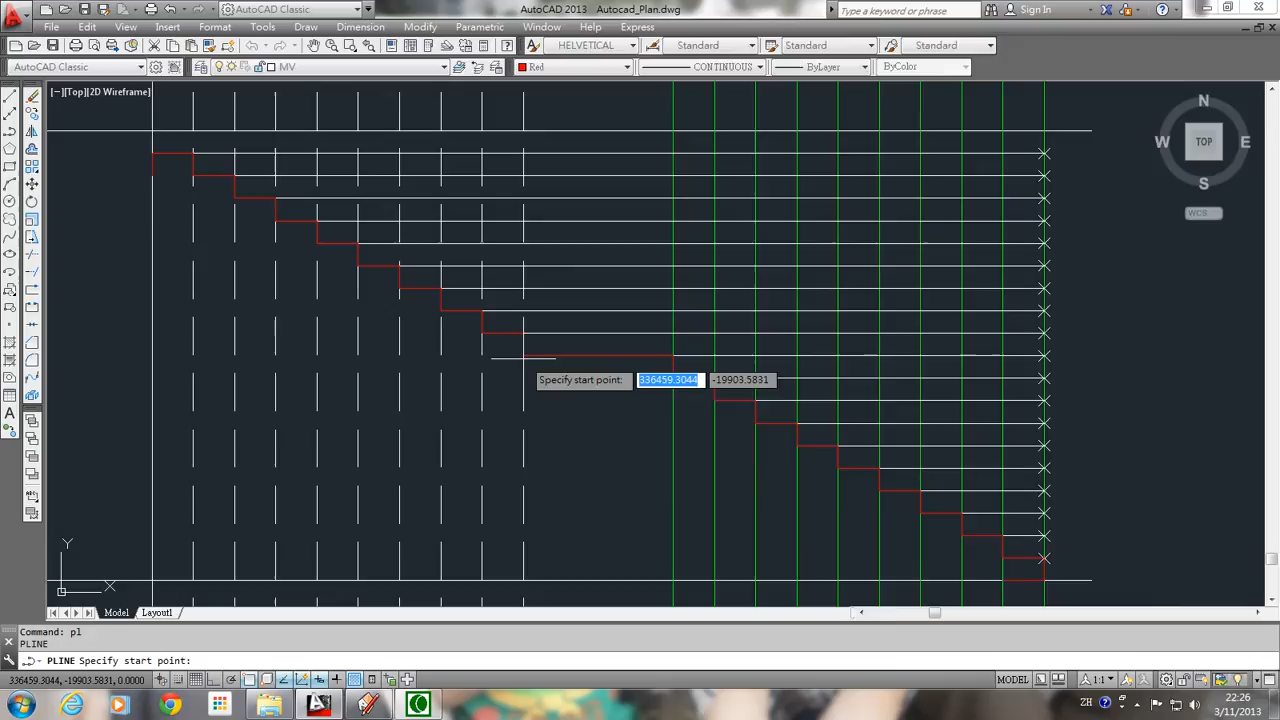 AutoCAD Classic
AutoCAD 2013 Autocad_Plan.dwg
Type a keyword or phrase
Sign In
File Edit View Insert Format Tools Draw Dimension Modify Parametric Window Help Express
HELVETICAL Standard Standard Standard
AutoCAD Classic MV Red CONTINUOUS ByLayer ByColor
[−][Top][2D Wireframe]
N
W TOP E
S
WCS
Specify start point: 336459.3044 -19903.5831
Y
X
Model Layout1
Command: pl
PLINE
PLINE Specify start point:
336459.3044, -19903.5831, 0.0000 MODEL 1:1
ZH 22:26
3/11/2013